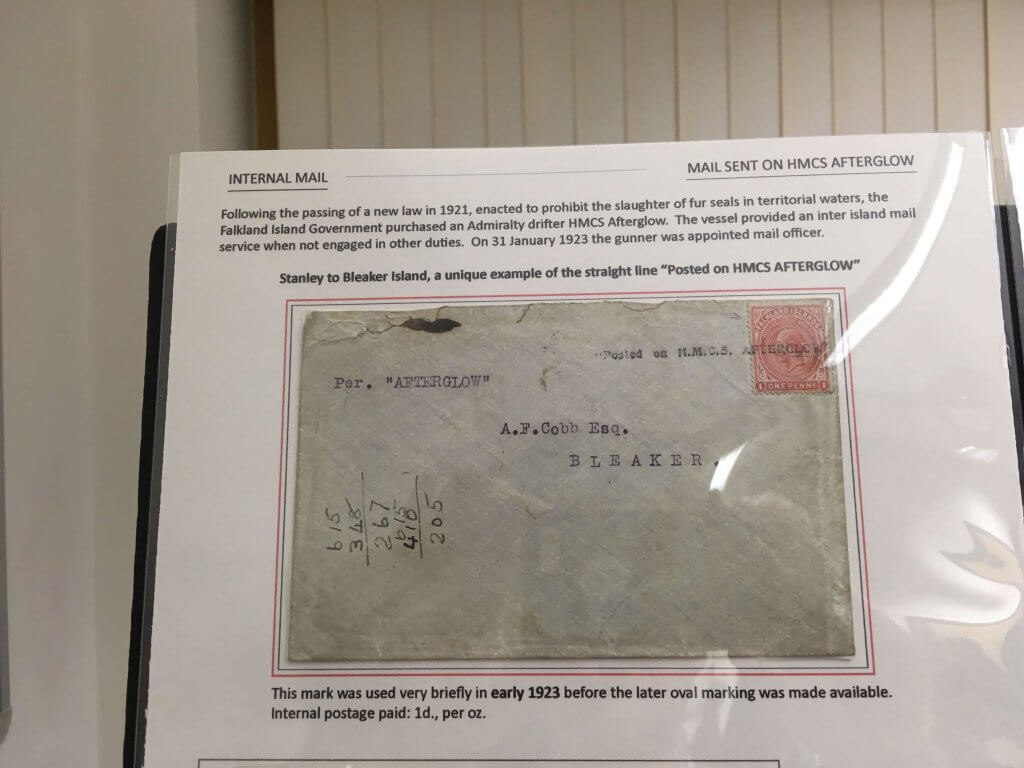 INTERNAL MAIL
MAIL SENT ON HMCS AFTERGLOW
Following the passing of a new law in 1921, enacted to prohibit the slaughter of fur seals in territorial waters, the
Falkland Island Government purchased an Admiralty drifter HMCS Afterglow. The vessel provided an inter island mail
service when not engaged in other duties. On 31 January 1923 the gunner was appointed mail officer.
Stanley to Bleaker Island, a unique example of the straight line “Posted on HMCS AFTERGLOW”
FALKLAND ISLANDS
"Posted on H.M.C.S. AFTERGLOW"
1 ONE PENNY 1
Per. "AFTERGLOW"
A.F.Cobb Esq.
BLEAKER.
615
348
267
615
410
205
This mark was used very briefly in early 1923 before the later oval marking was made available.
Internal postage paid: 1d., per oz.